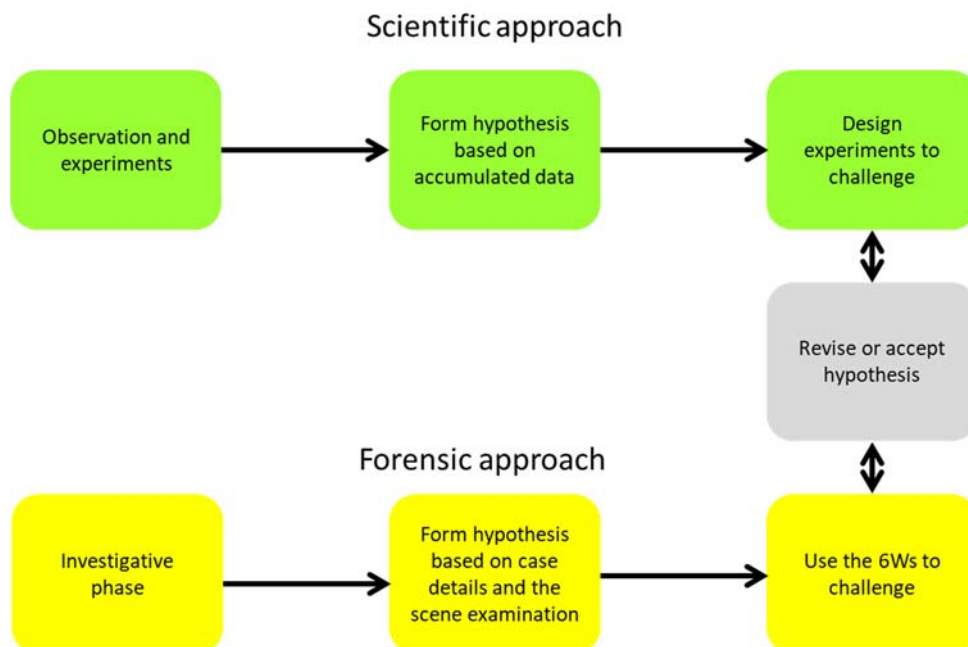 Scientific approach
Observation and
experiments
Form hypothesis
based on
accumulated data
Design
experiments to
challenge
Revise or accept
hypothesis
Forensic approach
Investigative
phase
Form hypothesis
based on case
details and the
scene examination
Use the 6Ws to
challenge